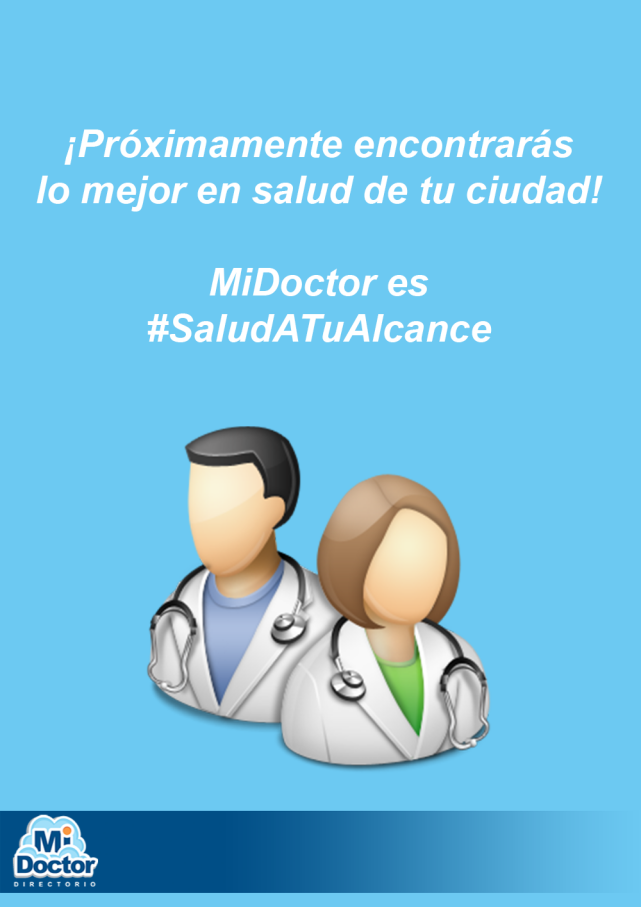 ¡Próximamente encontrarás
lo mejor en salud de tu ciudad!
MiDoctor es
#SaludATuAlcance
Mi
Doctor
DIRECTORIO